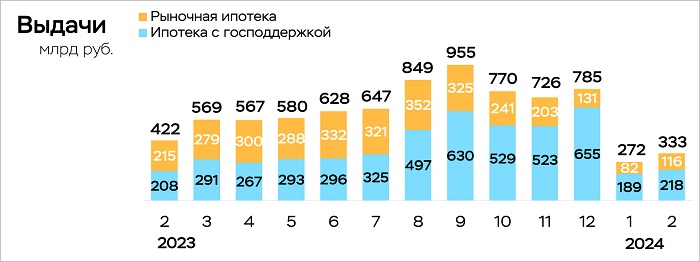 Выдачи
млрд руб.
Рыночная ипотека
Ипотека с господдержкой
422 569 567 580 628 647 849 955 770 726 785 272 333
215 279 300 288 332 321 352 325 241 203 131 82 116
208 291 267 293 296 325 497 630 529 523 655 189 218
2 3 4 5 6 7 8 9 10 11 12 1 2
2023 2024